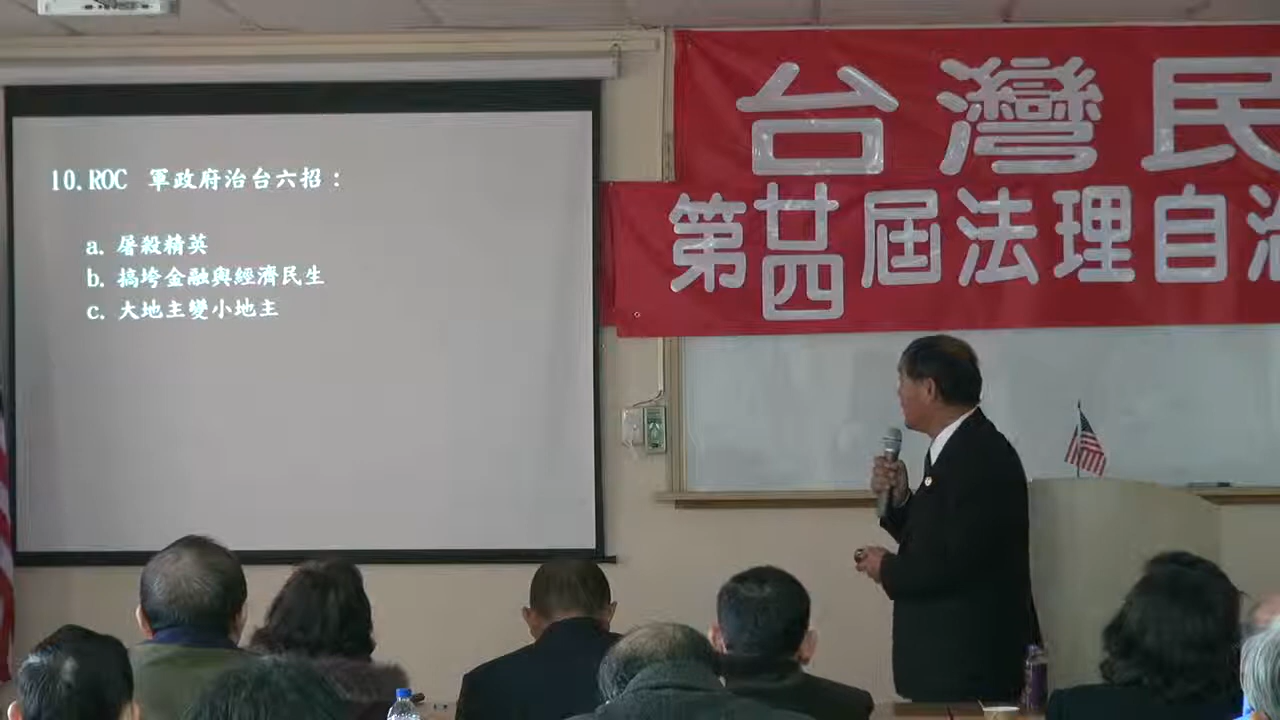 10.ROC 軍政府治台六招：
a. 屠殺精英
b. 搞垮金融與經濟民生
c. 大地主變小地主
台灣民
第廿四屆法理自治